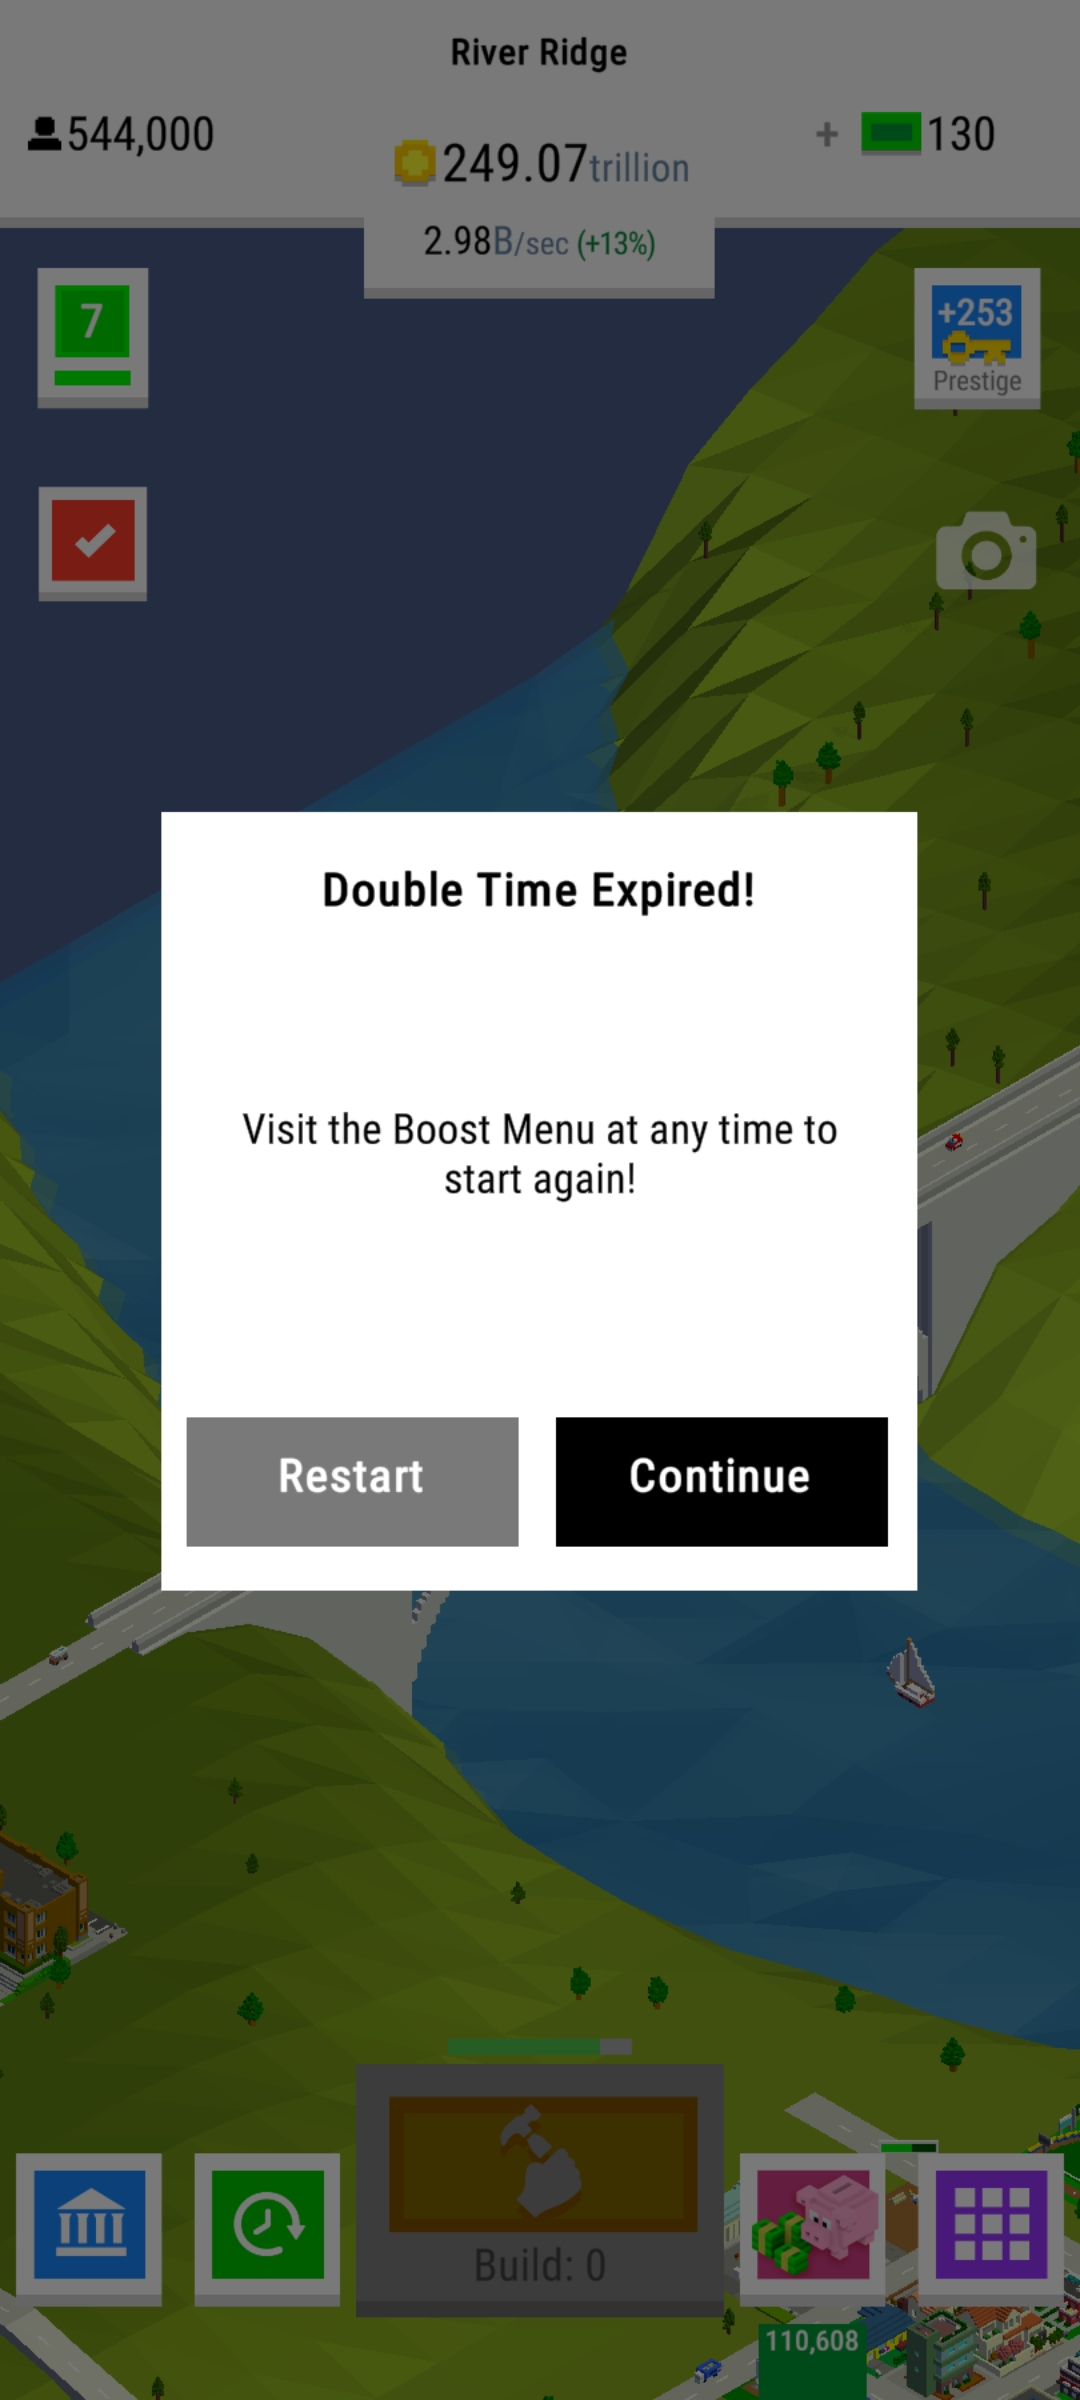 River Ridge
544,000
249.07trillion
+ 130
2.98B/sec (+13%)
7
+253
Prestige
Double Time Expired!
Visit the Boost Menu at any time to
start again!
Restart
Continue
Build: 0
110,608